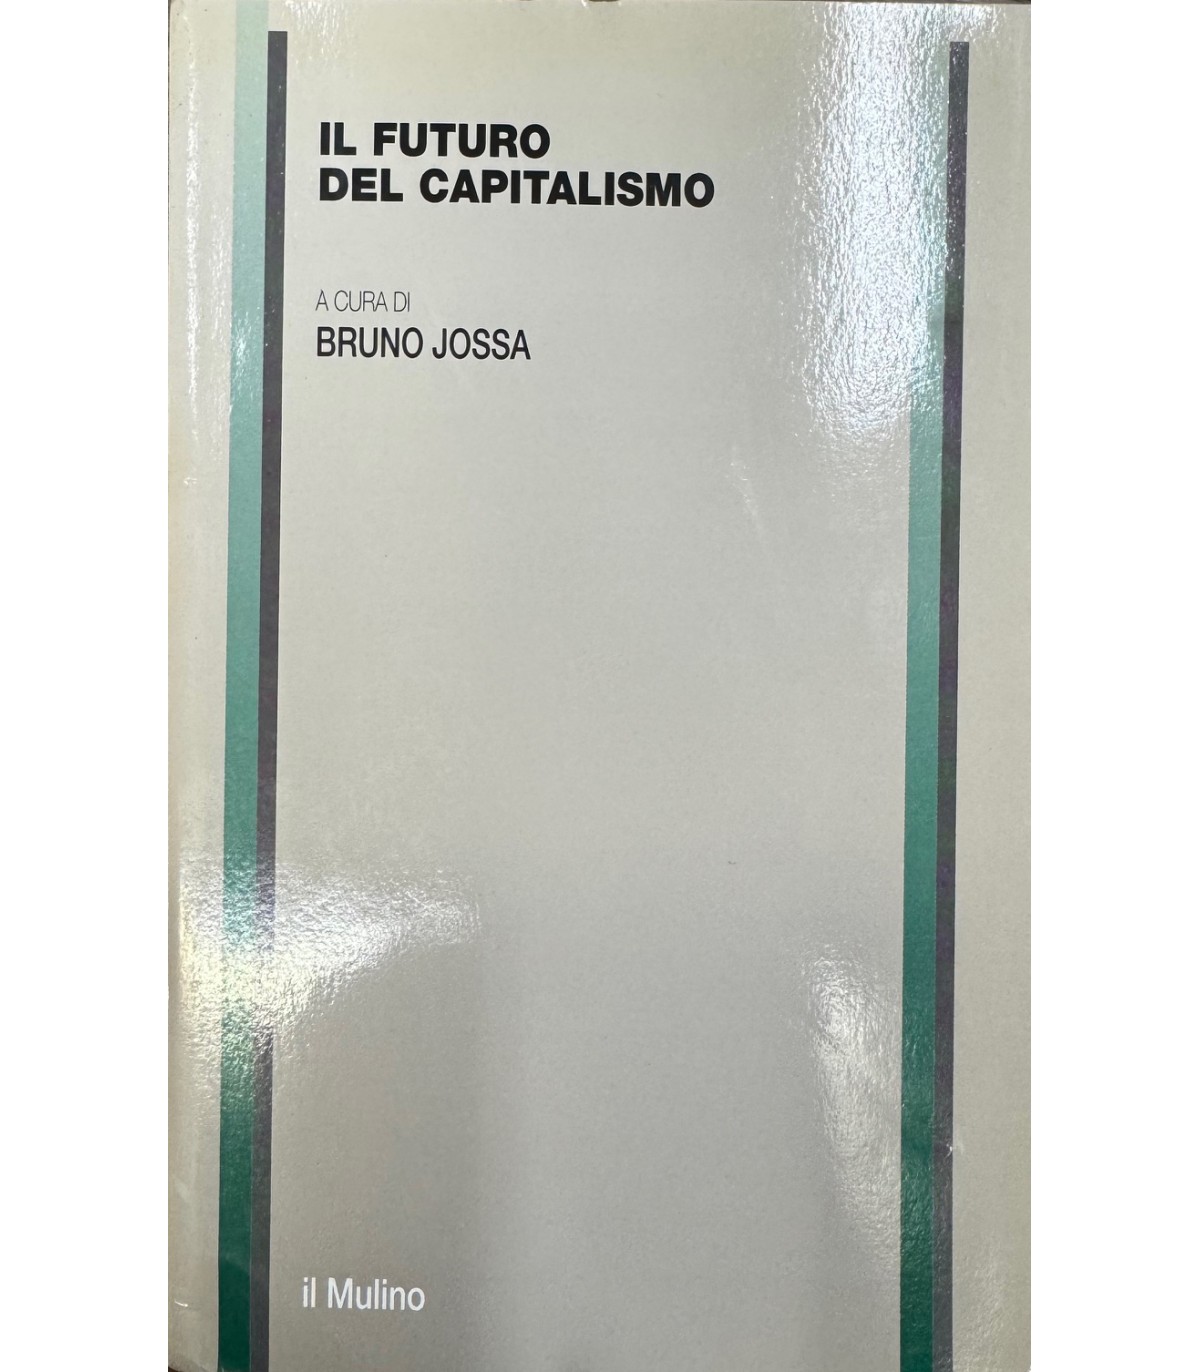 IL FUTURO
DEL CAPITALISMO
A CURA DI
BRUNO JOSSA
il Mulino